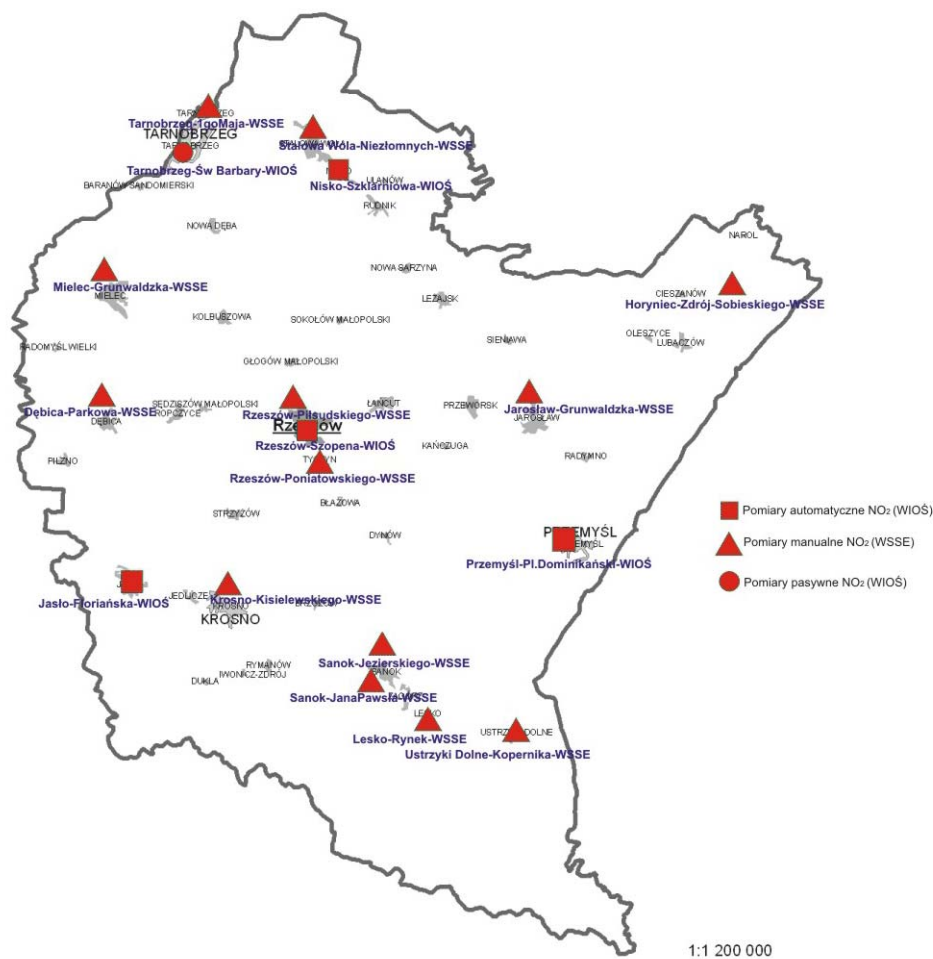 TARNOBRZEG
Tarnobrzeg-1goMaja-WSSE
TARNOBRZEG
TARNOBRZEG
Stalowa Wola-Niezłomnych-WSSE
Tarnobrzeg-Św Barbary-WIOŚ
Nisko-Szklarniowa-WIOŚ
ULANÓW
BARANÓW SANDOMIERSKI
RUDNIK
NOWA DĘBA
NAROL
NOWA SARZYNA
Mielec-Grunwaldzka-WSSE
MIELEC
CIESZANÓW
Horyniec-Zdrój-Sobieskiego-WSSE
LEŻAJSK
KOLBUSZOWA
SOKOŁÓW MAŁOPOLSKI
RADOMYŚL WIELKI
SIENIAWA
OLESZYCE
LUBACZÓW
GŁOGÓW MAŁOPOLSKI
Dębica-Parkowa-WSSE
DĘBICA
SĘDZISZÓW MAŁOPOLSKI
ROPCZYCE
Rzeszów-Piłsudskiego-WSSE
ŁAŃCUT
PRZEWORSK
Jarosław-Grunwaldzka-WSSE
JAROSŁAW
Rzeszów
Rzeszów-Szopena-WIOŚ
KAŃCZUGA
PILZNO
RADYMNO
Rzeszów-Poniatowskiego-WSSE
BŁAŻOWA
STRZYŻÓW
DYNÓW
PRZEMYŚL
Przemyśl-Pl.Dominikański-WIOŚ
Jasło-Floriańska-WIOŚ
Krosno-Kisielewskiego-WSSE
KROSNO
KROSNO
Sanok-Jezierskiego-WSSE
SANOK
RYMANÓW
IWONICZ-ZDRÓJ
DUKLA
Sanok-JanaPawsła-WSSE
LESKO
Lesko-Rynek-WSSE
Ustrzyki Dolne-Kopernika-WSSE
Pomiary automatyczne NO₂ (WIOŚ)
Pomiary manualne NO₂ (WSSE)
Pomiary pasywne NO₂ (WIOŚ)
1:1 200 000